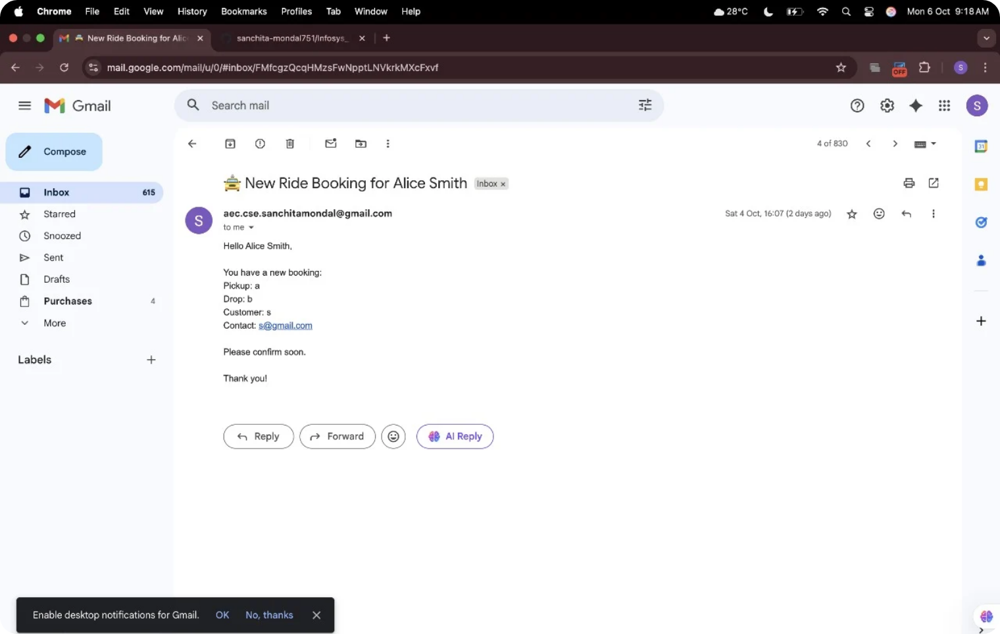 Chrome File Edit View History Bookmarks Profiles Tab Window Help 28°C Mon 6 Oct 9:18 AM
New Ride Booking for Alic sanchita-mondal751/Infosys_
mail.google.com/mail/u/0/#inbox/FMfcgzQcqHMzsFwNpptLNVkrkMXcFxvf OFF S
Gmail Search mail S
Compose 4 of 830
31
New Ride Booking for Alice Smith Inbox ×
Inbox 615
Starred
Snoozed
Sent
Drafts
Purchases 4
More
Labels
S
aec.cse.sanchitamondal@gmail.com Sat 4 Oct, 16:07 (2 days ago)
to me
Hello Alice Smith,
You have a new booking:
Pickup: a
Drop: b
Customer: s
Contact: s@gmail.com
Please confirm soon.
Thank you!
Reply Forward AI Reply
Enable desktop notifications for Gmail. OK No, thanks